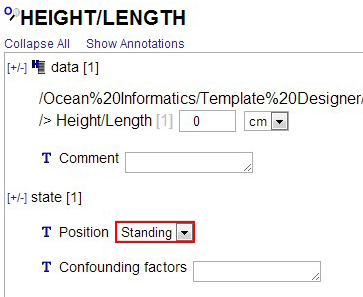 HEIGHT/LENGTH
Collapse All Show Annotations
[+/-] data [1]
/Ocean%20Informatics/Template%20Designer/
/> Height/Length [1] 0 cm
T Comment
[+/-] state [1]
T Position Standing
T Confounding factors